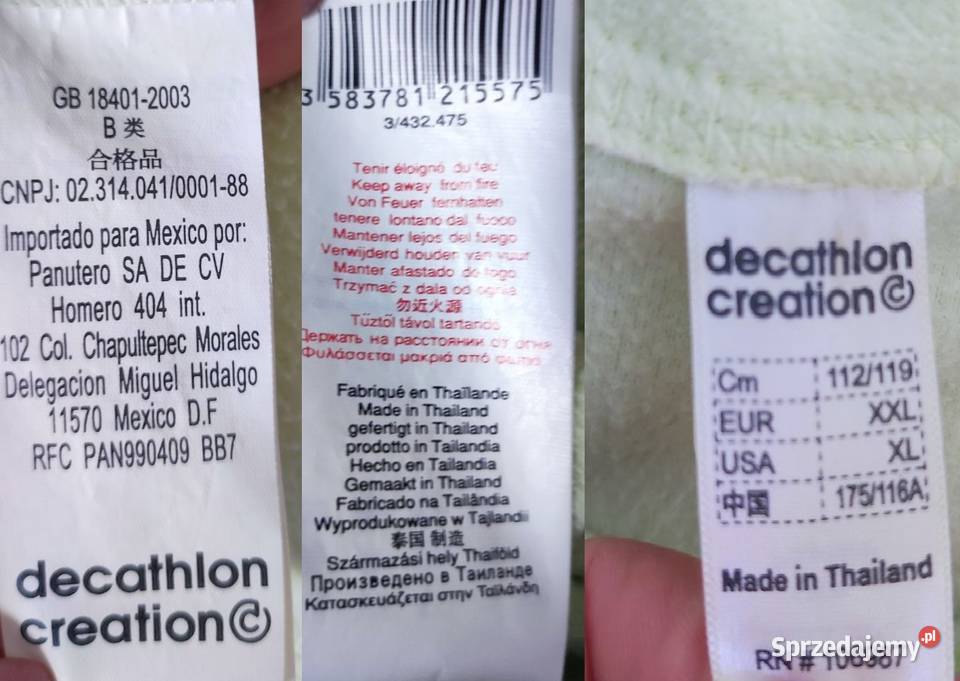 GB 18401-2003
B 类
合格品
CNPJ: 02.314.041/0001-88
Importado para Mexico por:
Panutero SA DE CV
Homero 404 int.
102 Col. Chapultepec Morales
Delegacion Miguel Hidalgo
11570 Mexico D.F
RFC PAN990409 BB7
decathlon
creation©
3 583781 215575
3/432.475
Tenir éloigné du feu
Keep away from fire
Von Feuer fernhatten
tenere lontano dal fuoco
Mantener lejos del fuego
Verwijderd houden van vuur
Manter afastado do fogo
Trzymać z dala od ognia
勿近火源
Tűztől távol tartando
Держать на расстоянии от огня
Φυλάσσεται μακριά από φωτιά
Fabriqué en Thaïlande
Made in Thailand
gefertigt in Thailand
prodotto in Tailandia
Hecho en Tailandia
Gemaakt in Thailand
Fabricado na Tailândia
Wyprodukowane w Tajlandii
泰国 制造
Származási hely Thaiföld
Произведено в Таиланде
Κατασκευάζεται στην Ταϊλάνδη
decathlon
creation©
Cm 112/119
EUR XXL
USA XL
中国 175/116A
Made in Thailand
RN #
Sprzedajemy.pl